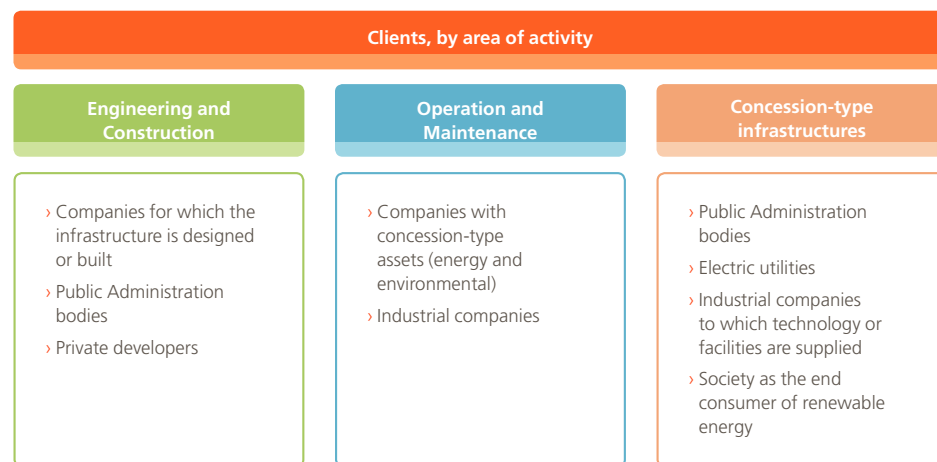 Clients, by area of activity
Engineering and
Construction
› Companies for which the
infrastructure is designed
or built
› Public Administration
bodies
› Private developers
Operation and
Maintenance
› Companies with
concession-type
assets (energy and
environmental)
› Industrial companies
Concession-type
infrastructures
› Public Administration
bodies
› Electric utilities
› Industrial companies
to which technology or
facilities are supplied
› Society as the end
consumer of renewable
energy